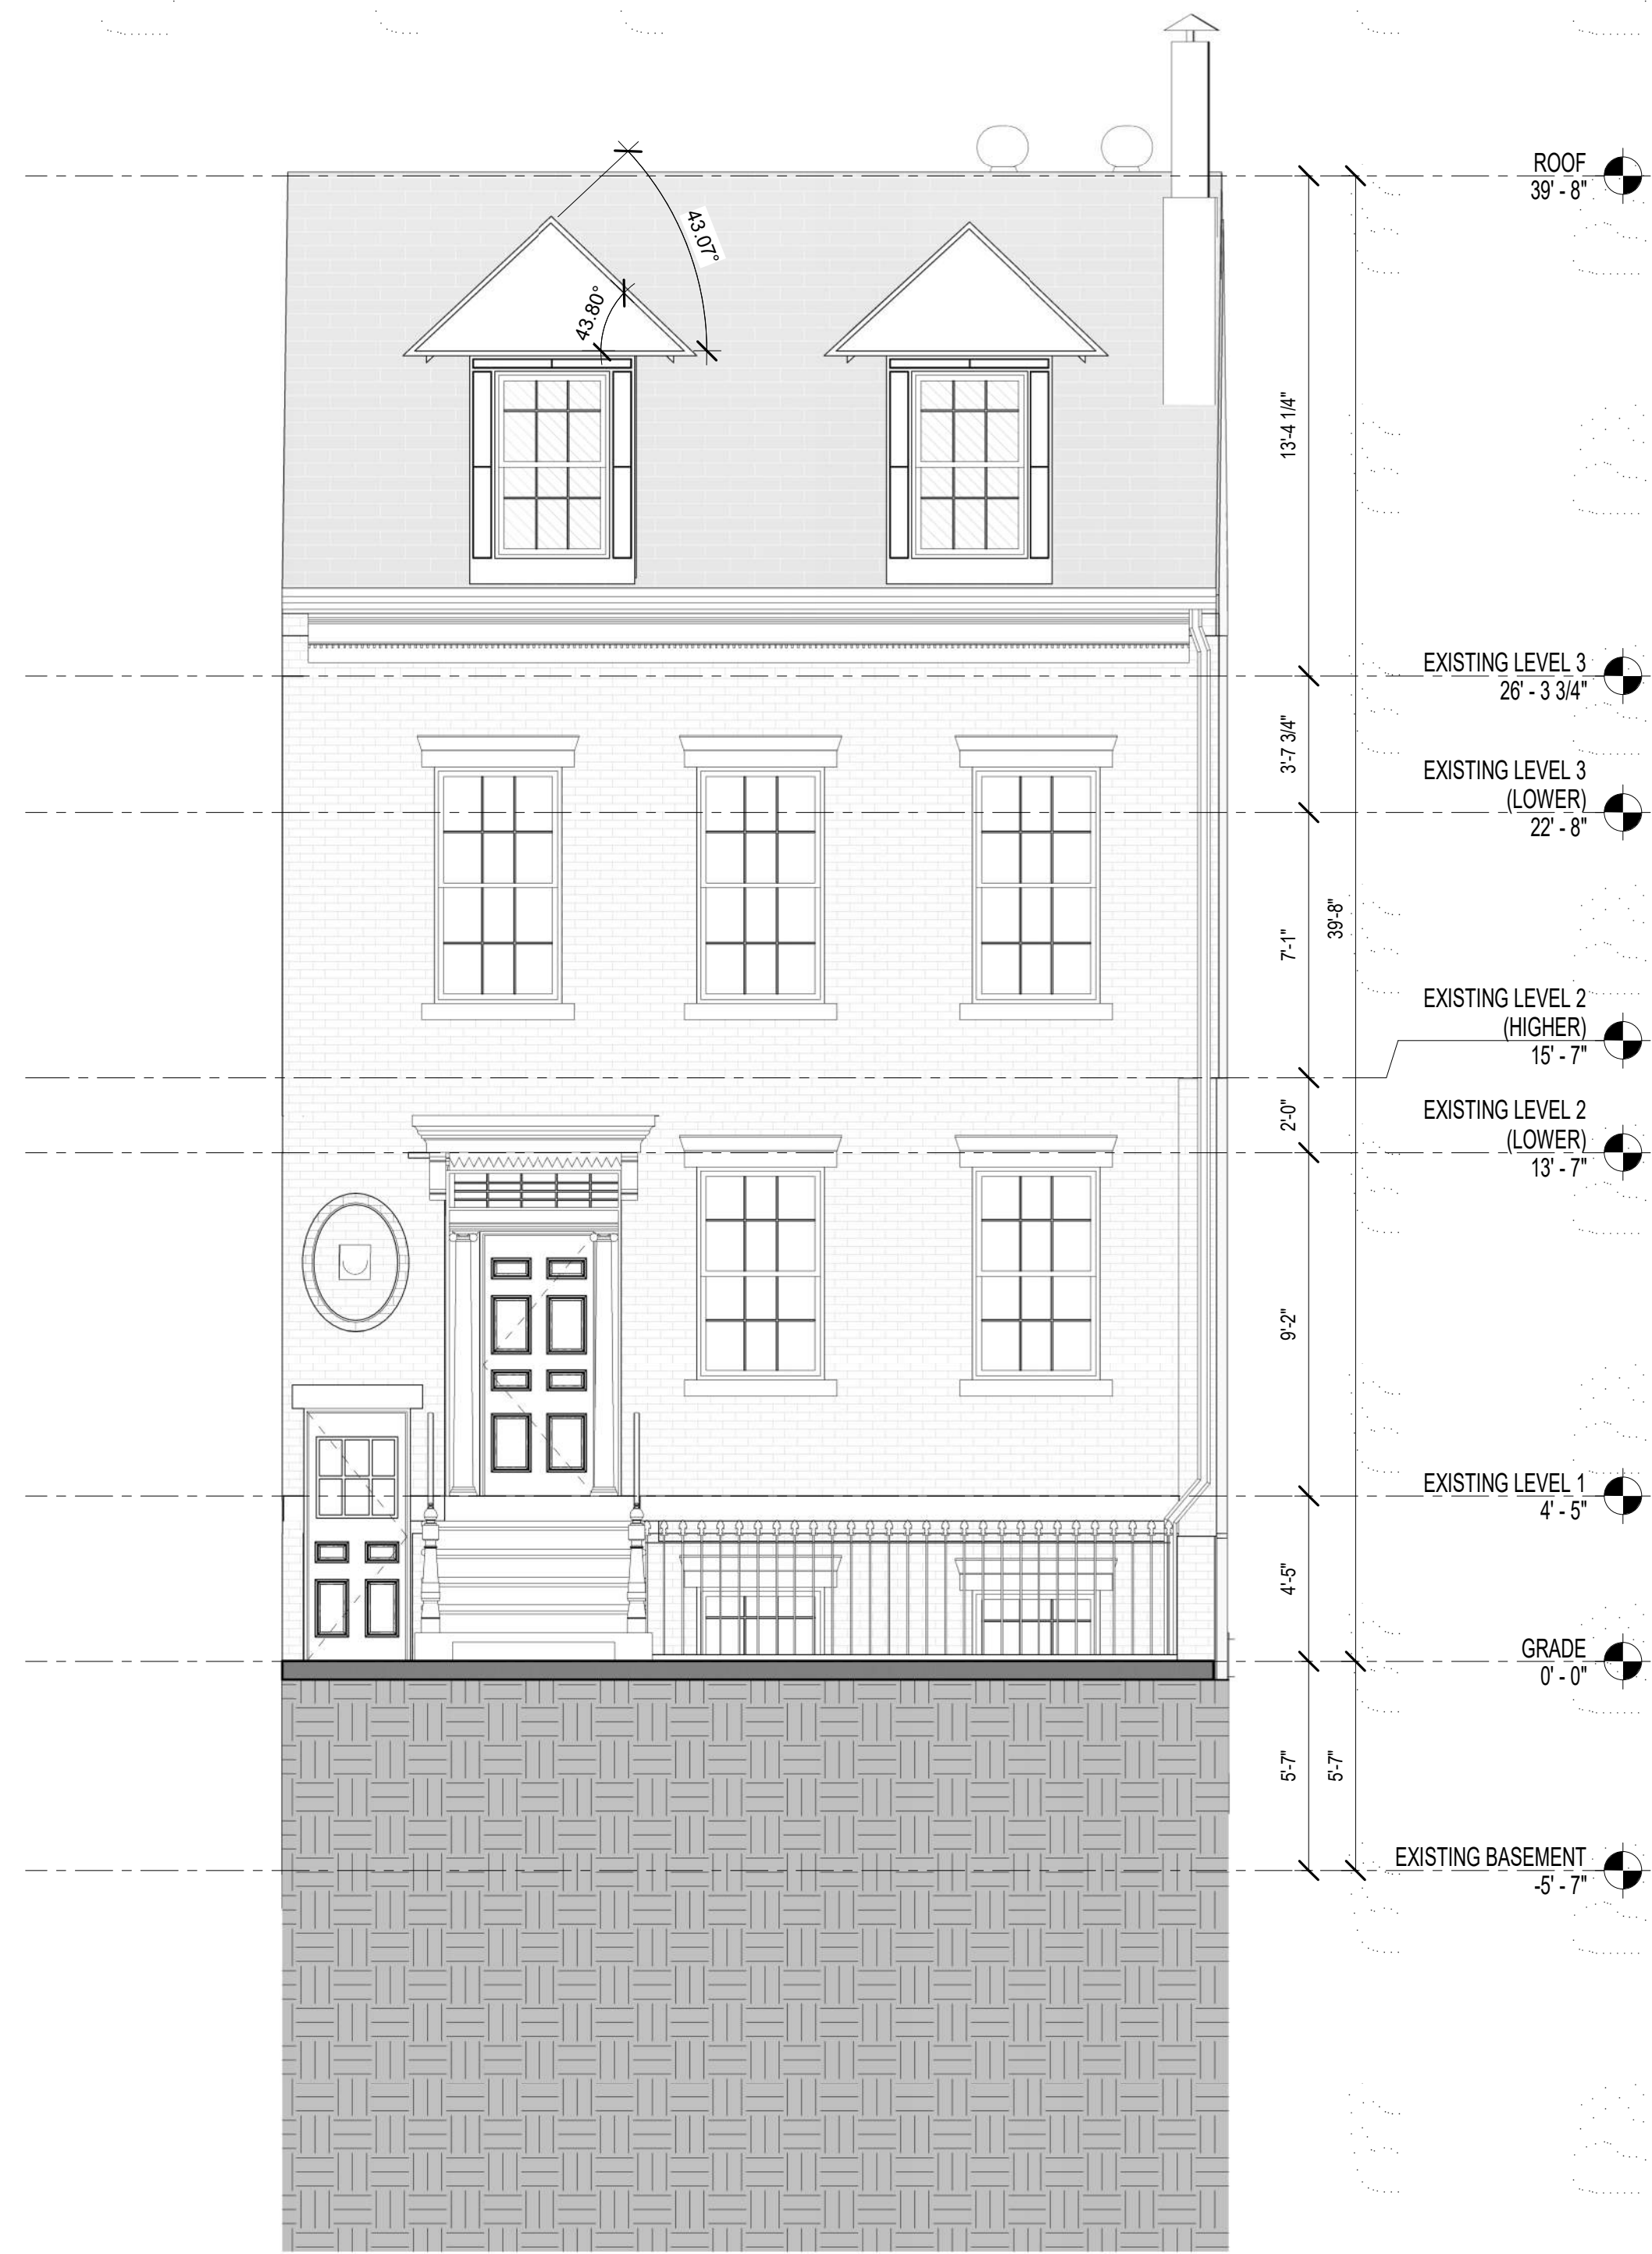 43.07°
43.80°
ROOF
39' - 8"
13'-4 1/4"
EXISTING LEVEL 3
26' - 3 3/4"
3'-7 3/4"
EXISTING LEVEL 3
(LOWER)
22' - 8"
7'-1"
39'-8"
EXISTING LEVEL 2
(HIGHER)
15' - 7"
2'-0"
EXISTING LEVEL 2
(LOWER)
13' - 7"
9'-2"
EXISTING LEVEL 1
4' - 5"
4'-5"
GRADE
0' - 0"
5'-7"
5'-7"
EXISTING BASEMENT
-5' - 7"